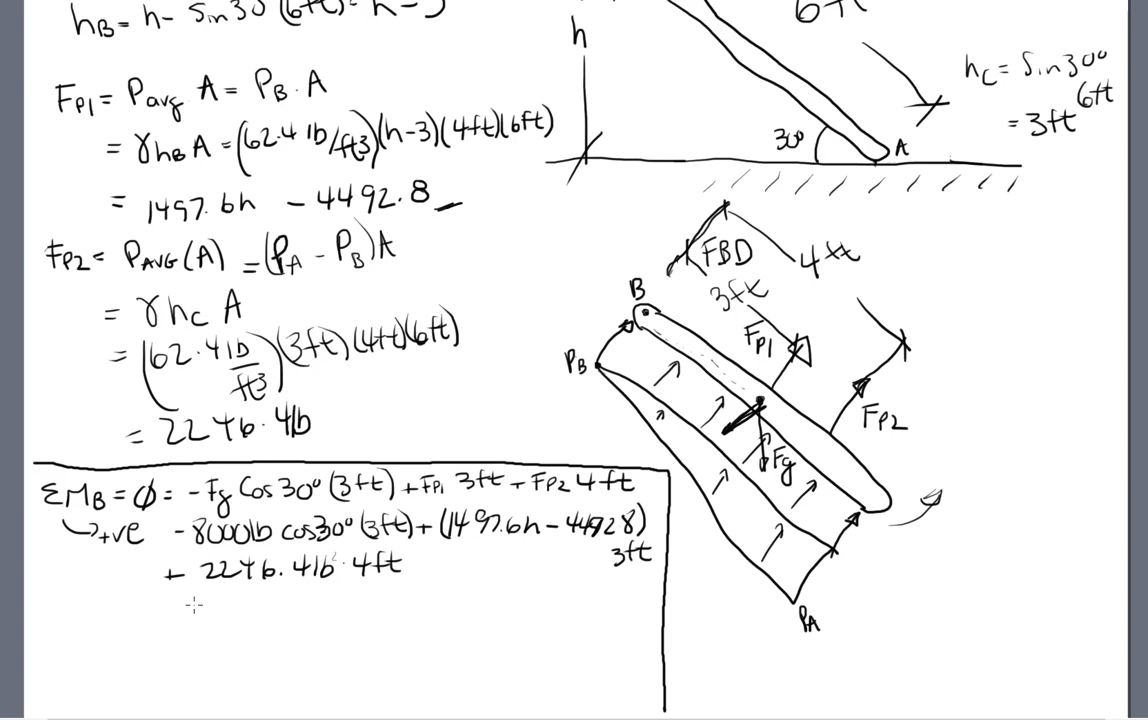 hB = h - Sin30 (6ft) = h - 3
FP1 = Pavg A = PB · A
= γhB A = (62.4 lb/ft3)(h-3)(4ft)(6ft)
= 1497.6h - 4492.8
FP2 = PAVG(A) = (PA - PB)A
= γ hC A
= (62.4 lb/ft3)(3ft)(4ft)(6ft)
= 2246.4lb
ΣMB = Ø = - Fg Cos30° (3ft) + FP1 3ft + FP2 4ft
+ve - 8000lb cos30° (3ft) + (1497.6h - 4492.8)
3ft
+ 2246.4lb · 4ft
6ft
h
hC = Sin30°
6ft
= 3ft
30°
A
FBD
4ft
3ft
B
FP1
PB
FP2
Fg
PA